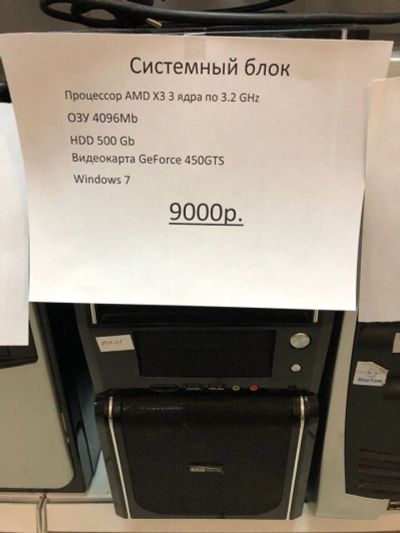 Системный блок
Процессор AMD X3 3 ядра по 3.2 GHz
ОЗУ 4096Mb
HDD 500 Gb
Видеокарта GeForce 450GTS
Windows 7
9000р.